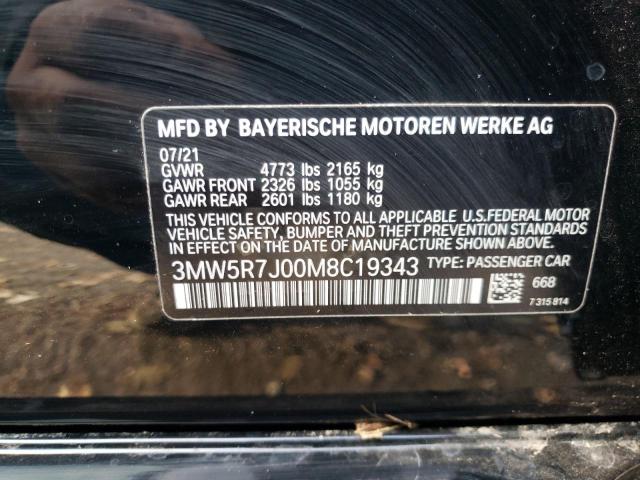 MFD BY BAYERISCHE MOTOREN WERKE AG
07/21
GVWR 4773 lbs 2165 kg
GAWR FRONT 2326 lbs 1055 kg
GAWR REAR 2601 lbs 1180 kg
THIS VEHICLE CONFORMS TO ALL APPLICABLE U.S.FEDERAL MOTOR
VEHICLE SAFETY, BUMPER AND THEFT PREVENTION STANDARDS
IN EFFECT ON THE DATE OF MANUFACTURE SHOWN ABOVE.
3MW5R7J00M8C19343 TYPE: PASSENGER CAR
668
7 315 814